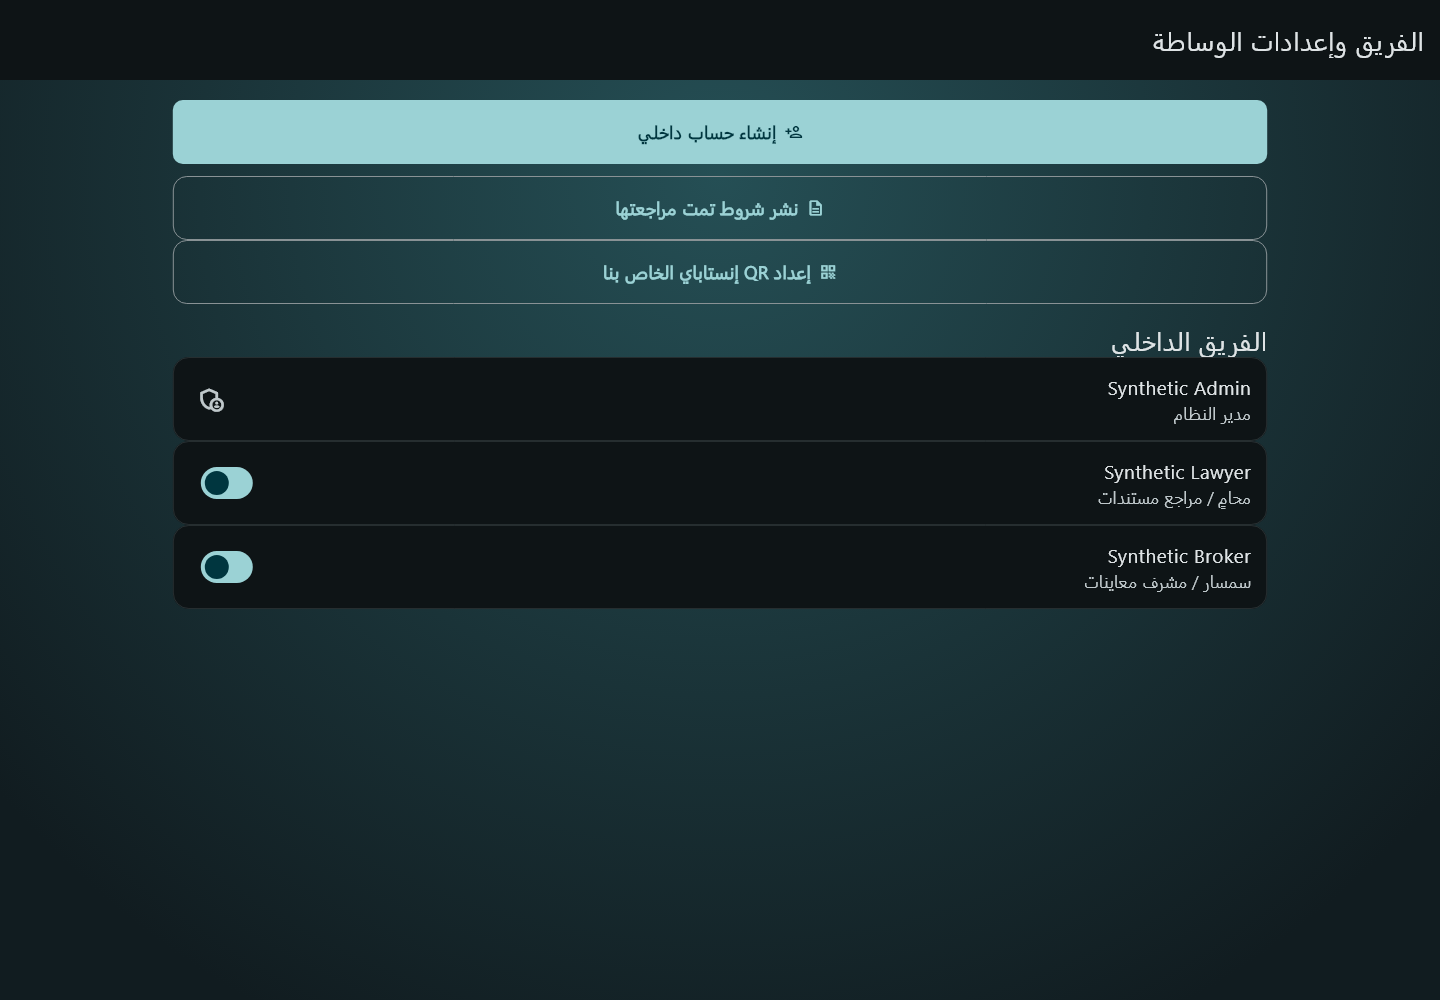 الفريق وإعدادات الوساطة
إنشاء حساب داخلي
نشر شروط تمت مراجعتها
إعداد QR إنستاباي الخاص بنا
الفريق الداخلي
Synthetic Admin
مدير النظام
Synthetic Lawyer
محامٍ / مراجع مستندات
Synthetic Broker
سمسار / مشرف معاينات